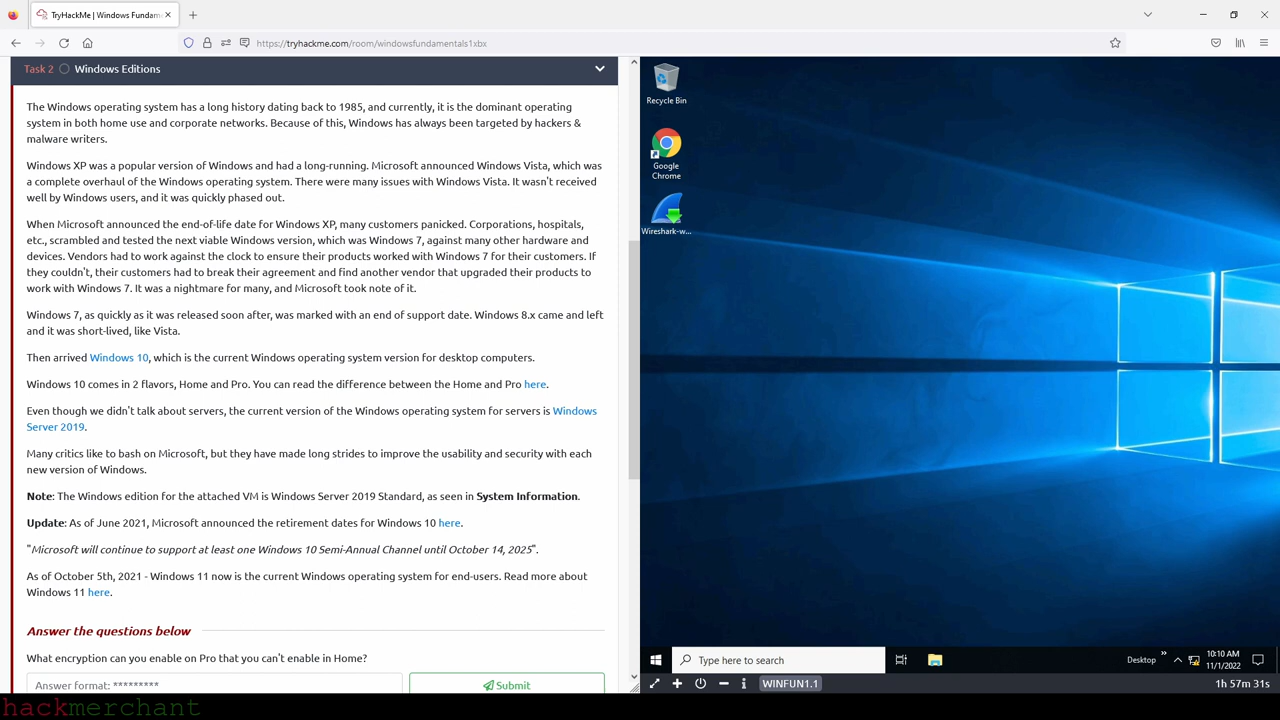 TryHackMe | Windows Fundam
https://tryhackme.com/room/windowsfundamentals1xbx
Task 2 Windows Editions
The Windows operating system has a long history dating back to 1985, and currently, it is the dominant operating
system in both home use and corporate networks. Because of this, Windows has always been targeted by hackers &
malware writers.
Windows XP was a popular version of Windows and had a long-running. Microsoft announced Windows Vista, which was
a complete overhaul of the Windows operating system. There were many issues with Windows Vista. It wasn't received
well by Windows users, and it was quickly phased out.
When Microsoft announced the end-of-life date for Windows XP, many customers panicked. Corporations, hospitals,
etc., scrambled and tested the next viable Windows version, which was Windows 7, against many other hardware and
devices. Vendors had to work against the clock to ensure their products worked with Windows 7 for their customers. If
they couldn't, their customers had to break their agreement and find another vendor that upgraded their products to
work with Windows 7. It was a nightmare for many, and Microsoft took note of it.
Windows 7, as quickly as it was released soon after, was marked with an end of support date. Windows 8.x came and left
and it was short-lived, like Vista.
Then arrived Windows 10, which is the current Windows operating system version for desktop computers.
Windows 10 comes in 2 flavors, Home and Pro. You can read the difference between the Home and Pro here.
Even though we didn't talk about servers, the current version of the Windows operating system for servers is Windows
Server 2019.
Many critics like to bash on Microsoft, but they have made long strides to improve the usability and security with each
new version of Windows.
Note: The Windows edition for the attached VM is Windows Server 2019 Standard, as seen in System Information.
Update: As of June 2021, Microsoft announced the retirement dates for Windows 10 here.
"Microsoft will continue to support at least one Windows 10 Semi-Annual Channel until October 14, 2025".
As of October 5th, 2021 - Windows 11 now is the current Windows operating system for end-users. Read more about
Windows 11 here.
Answer the questions below
What encryption can you enable on Pro that you can't enable in Home?
Answer format: *********
Submit
Recycle Bin
Google
Chrome
Wireshark-w...
Type here to search
Desktop
10:10 AM
11/1/2022
WINFUN1.1
1h 57m 31s
hackmerchant